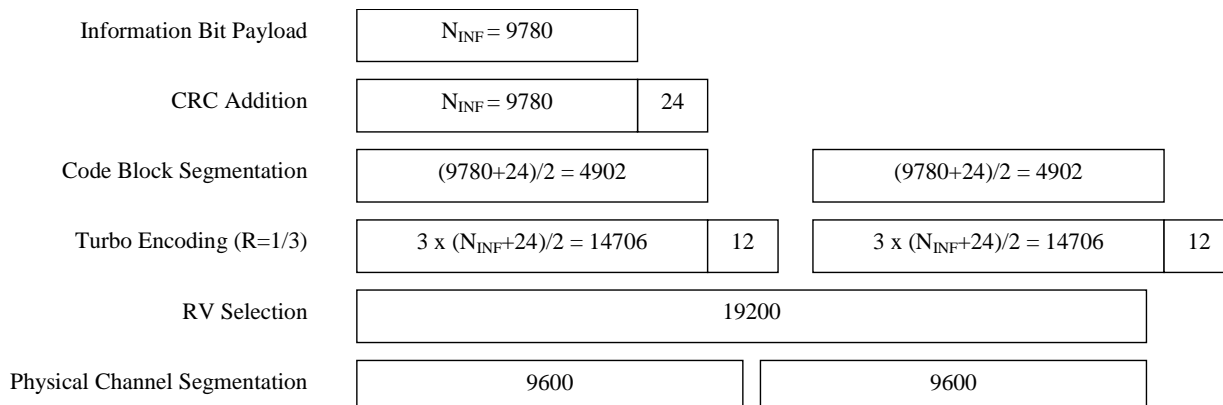 Information Bit Payload N_INF = 9780
CRC Addition N_INF = 9780 24
Code Block Segmentation (9780+24)/2 = 4902 (9780+24)/2 = 4902
Turbo Encoding (R=1/3) 3 x (N_INF+24)/2 = 14706 12 3 x (N_INF+24)/2 = 14706 12
RV Selection 19200
Physical Channel Segmentation 9600 9600